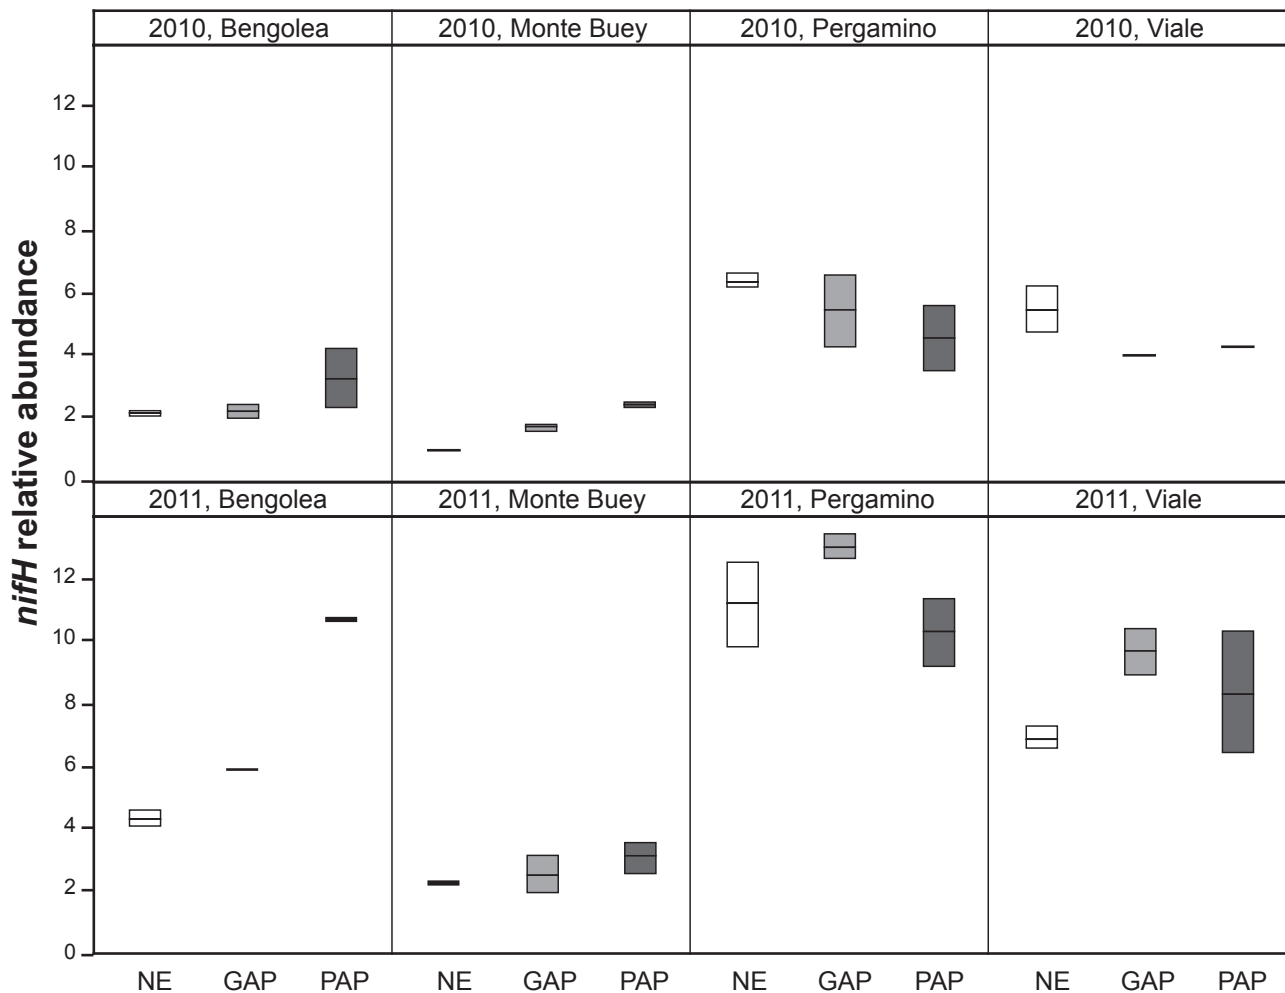 2010, Bengolea
2010, Monte Buey
2010, Pergamino
2010, Viale
12
10
8
6
4
2
0
nifH relative abundance
2011, Bengolea
2011, Monte Buey
2011, Pergamino
2011, Viale
12
10
8
6
4
2
0
NE GAP PAP
NE GAP PAP
NE GAP PAP
NE GAP PAP